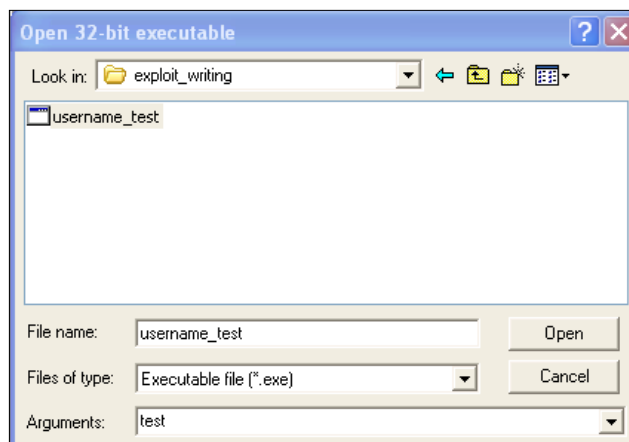 Open 32-bit executable
Look in: exploit_writing
username_test
File name: username_test Open
Files of type: Executable file (*.exe) Cancel
Arguments: test